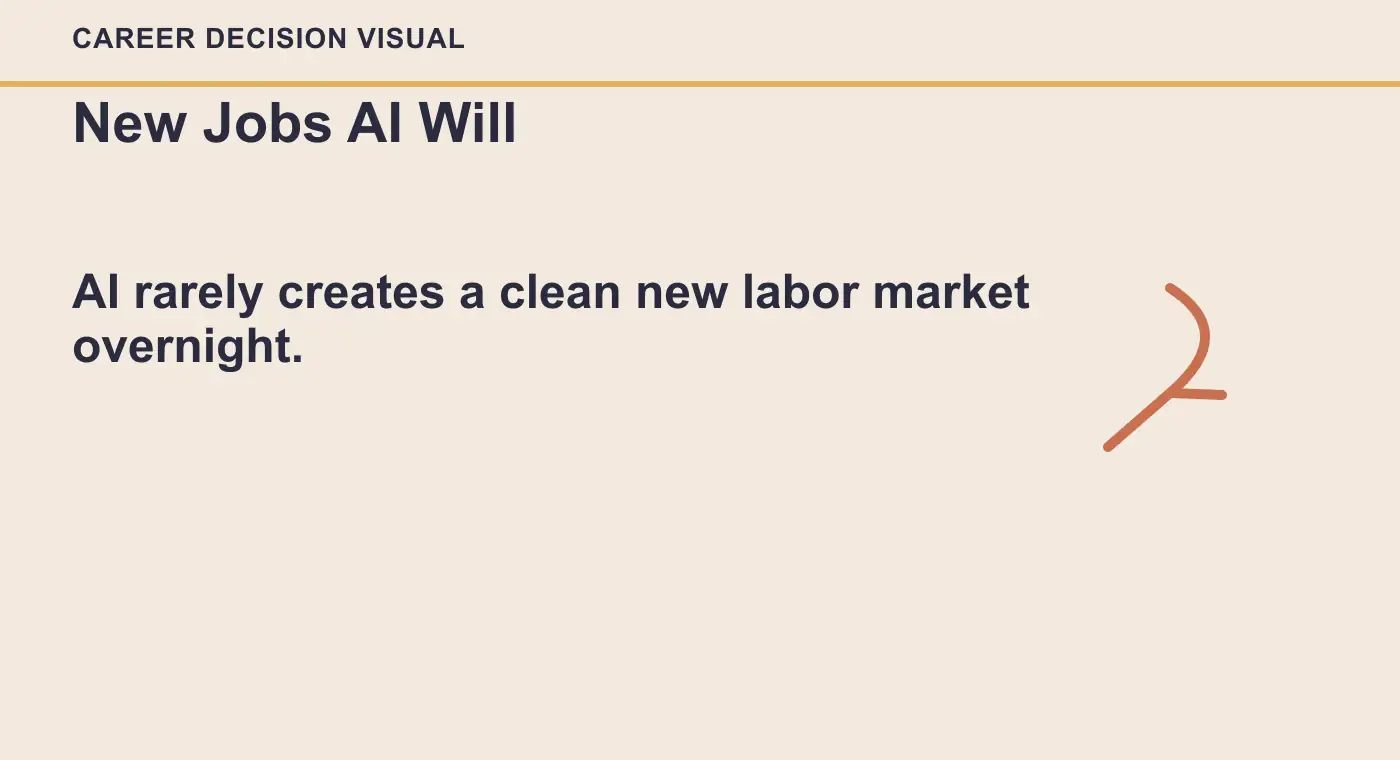 CAREER DECISION VISUAL
New Jobs AI Will
AI rarely creates a clean new labor market
overnight.